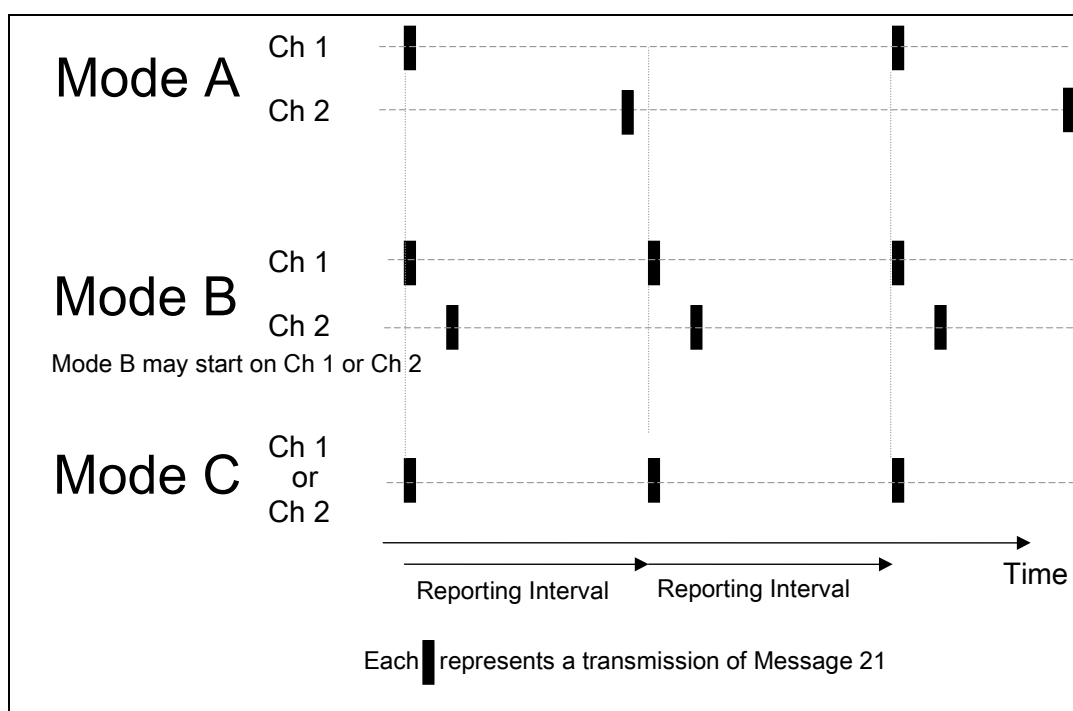 Mode A
Ch 1
Ch 2
Mode B
Ch 1
Ch 2
Mode B may start on Ch 1 or Ch 2
Mode C
Ch 1
or
Ch 2
Time
Reporting Interval
Reporting Interval
Each represents a transmission of Message 21